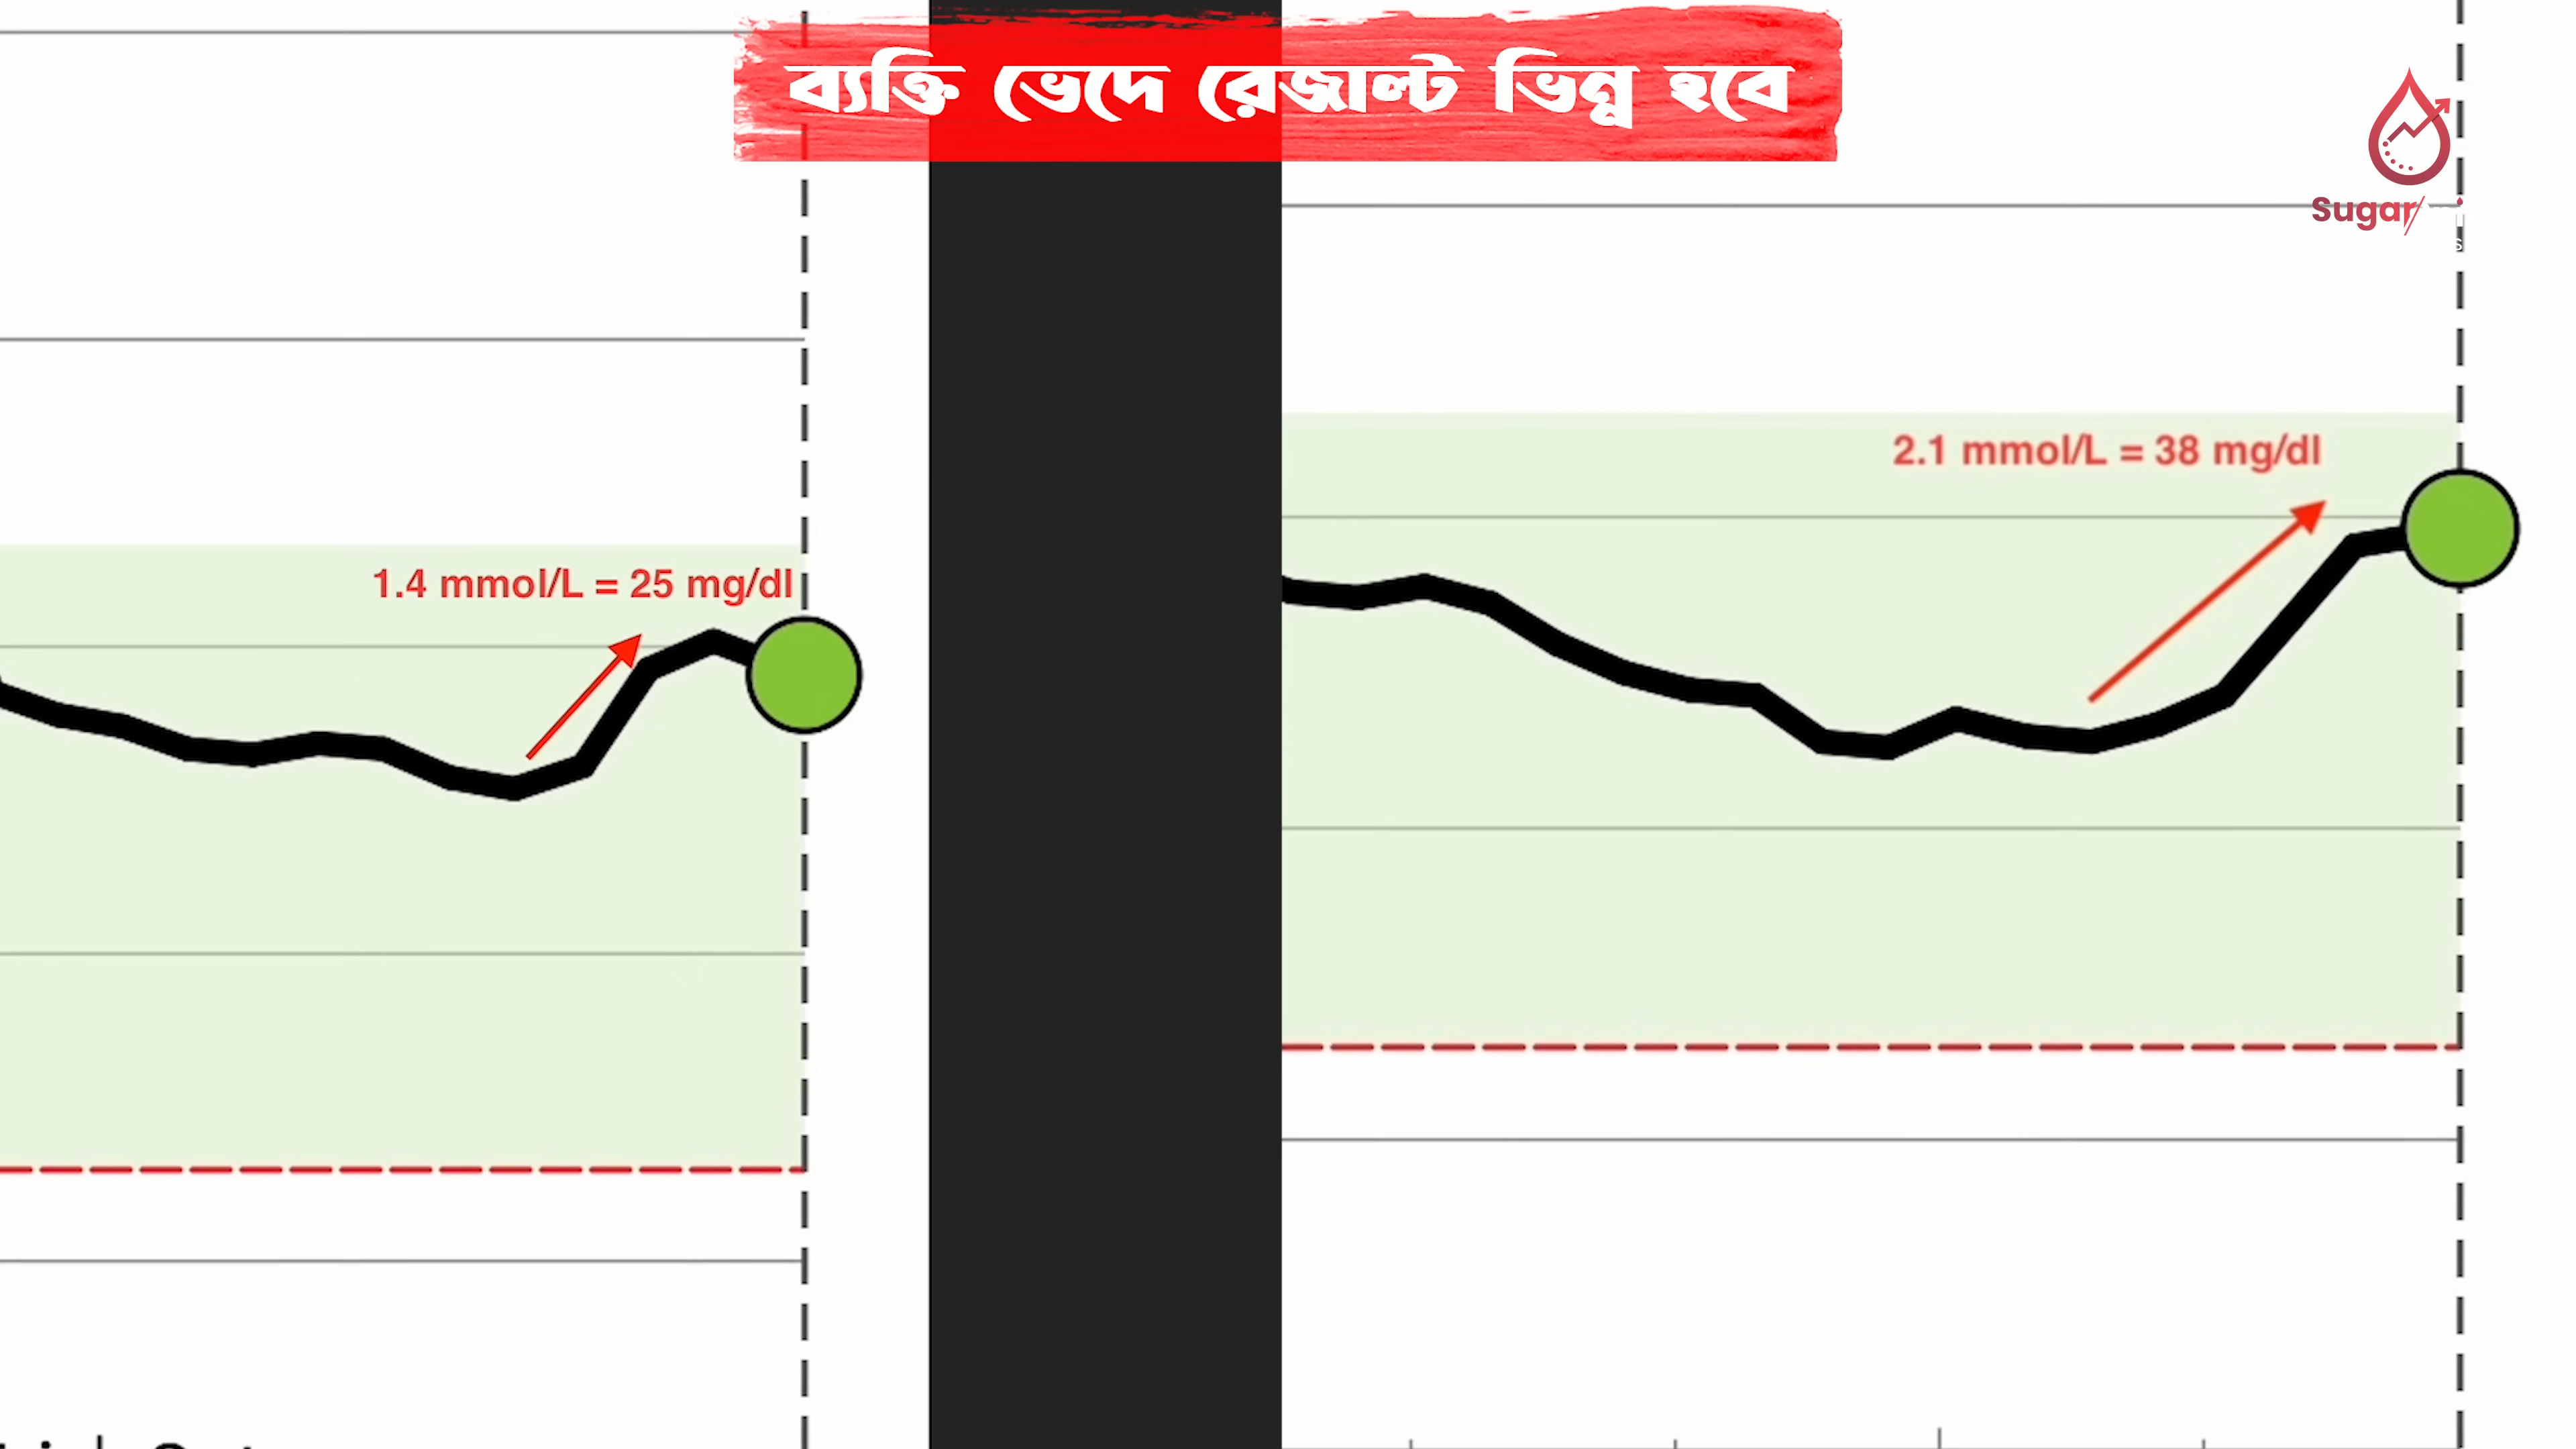 ব্যক্তি ভেদে রেজাল্ট ভিন্ন হবে
Sugar
1.4 mmol/L = 25 mg/dl
2.1 mmol/L = 38 mg/dl